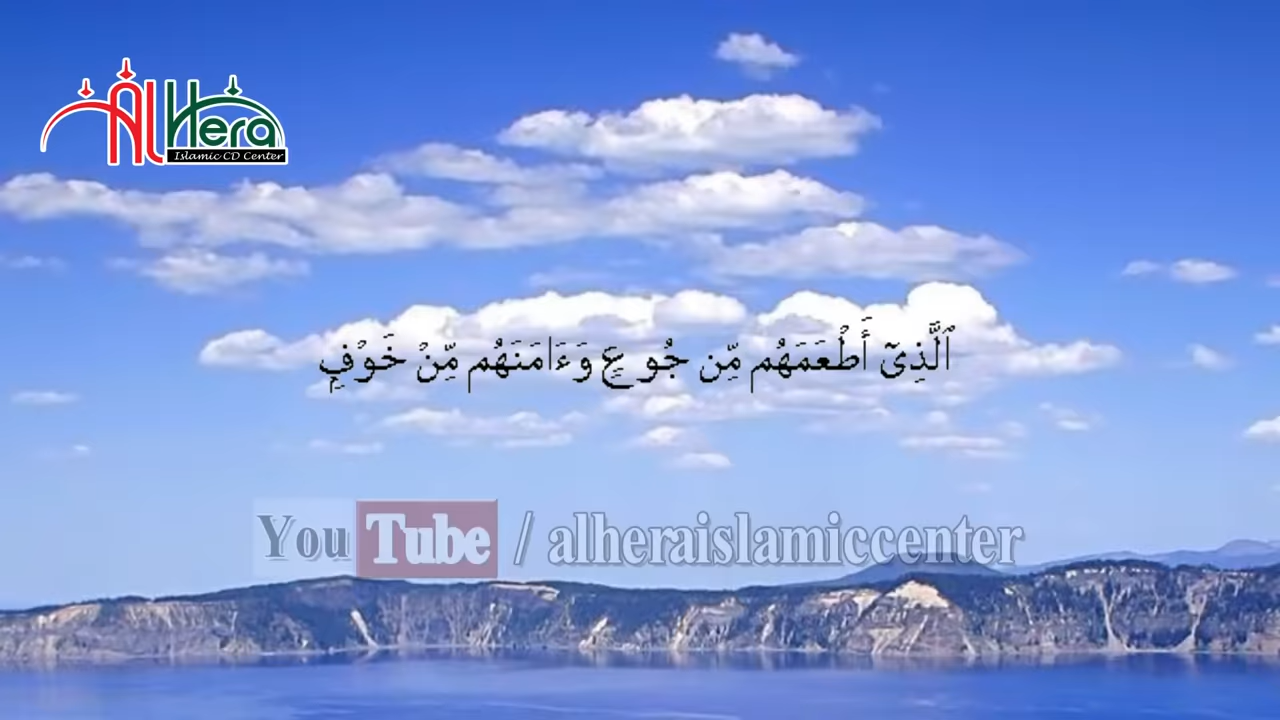 AlHera
Islamic CD Center
ٱلَّذِىٓ أَطْعَمَهُم مِّن جُوعٍ وَءَامَنَهُم مِّنْ خَوْفٍۭ
YouTube / alheraislamiccenter